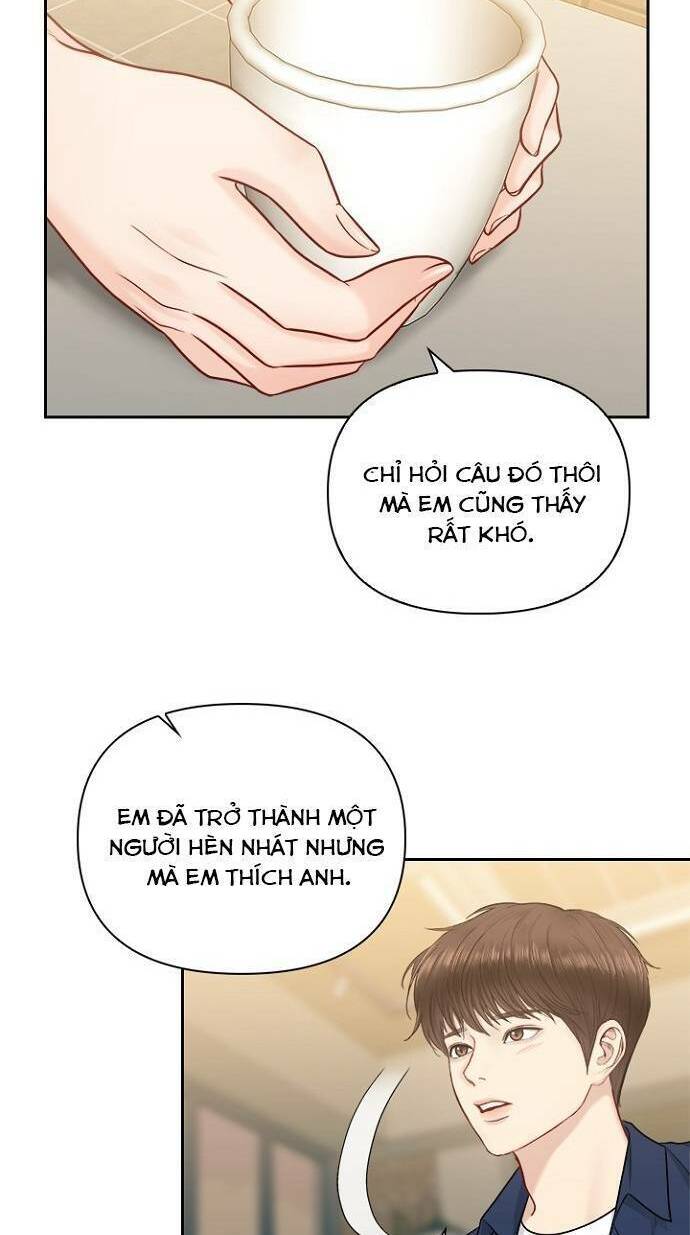 CHỈ HỎI CÂU ĐÓ THÔI
MÀ EM CŨNG THẤY
RẤT KHÓ.
EM ĐÃ TRỞ THÀNH MỘT
NGƯỜI HÈN NHÁT NHƯNG
MÀ EM THÍCH ANH.